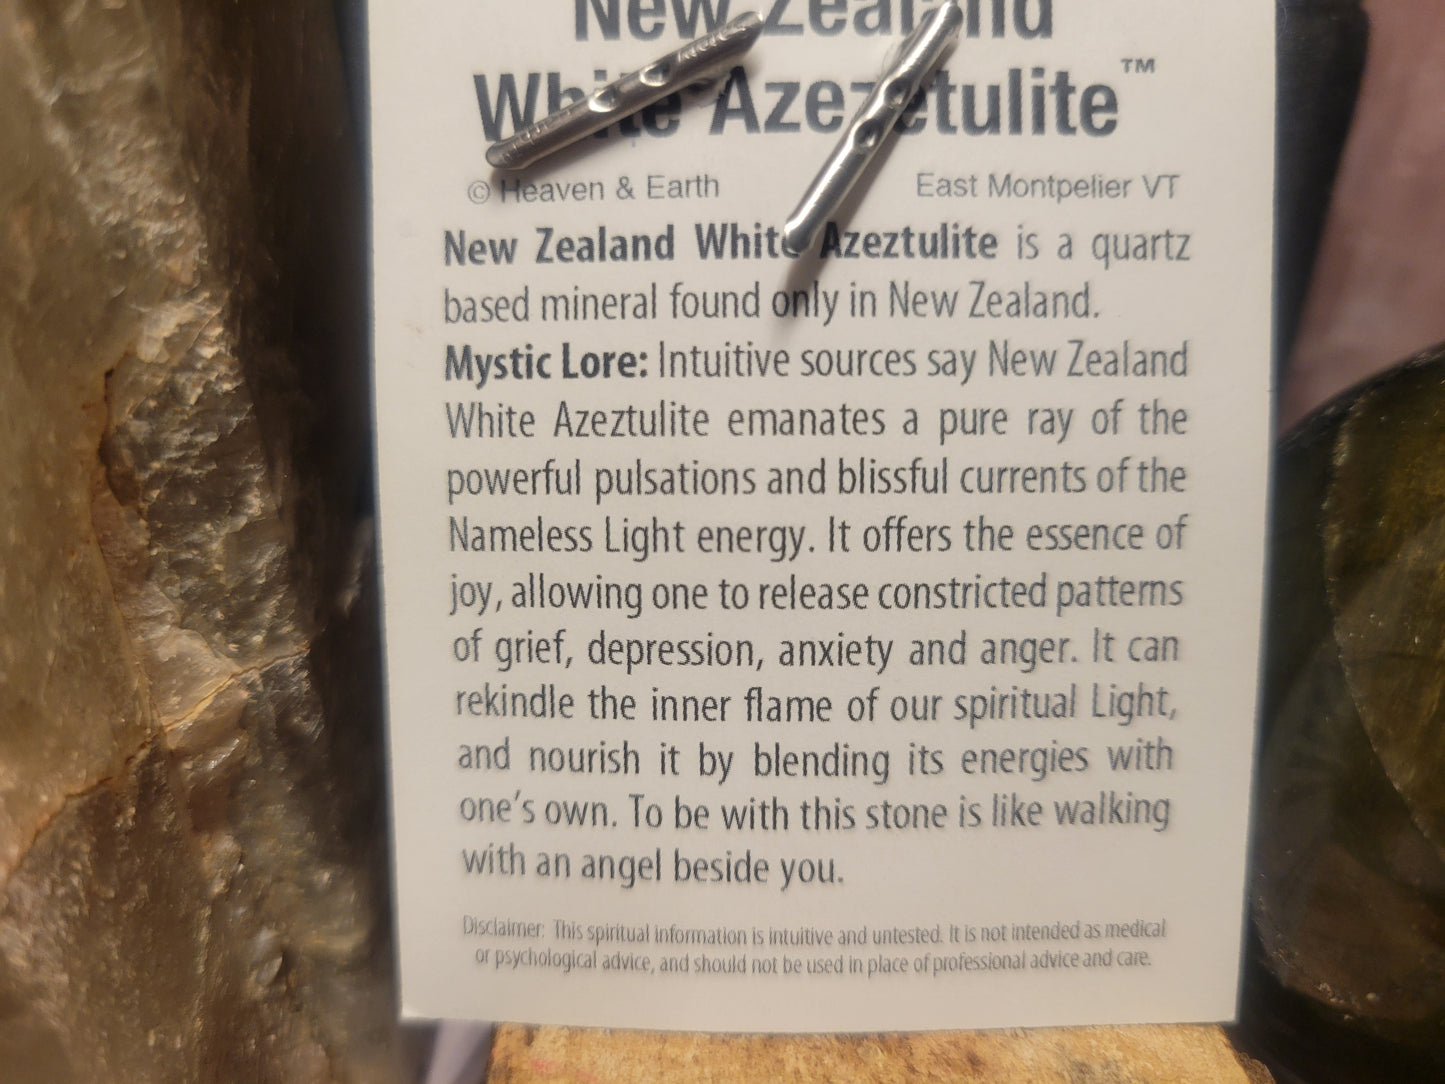 New Zealand
White Azezetulite™
© Heaven & Earth East Montpelier VT
New Zealand White Azeztulite is a quartz
based mineral found only in New Zealand.
Mystic Lore: Intuitive sources say New Zealand
White Azeztulite emanates a pure ray of the
powerful pulsations and blissful currents of the
Nameless Light energy. It offers the essence of
joy, allowing one to release constricted patterns
of grief, depression, anxiety and anger. It can
rekindle the inner flame of our spiritual Light,
and nourish it by blending its energies with
one's own. To be with this stone is like walking
with an angel beside you.
Disclaimer: This spiritual information is intuitive and untested. It is not intended as medical
or psychological advice, and should not be used in place of professional advice and care.